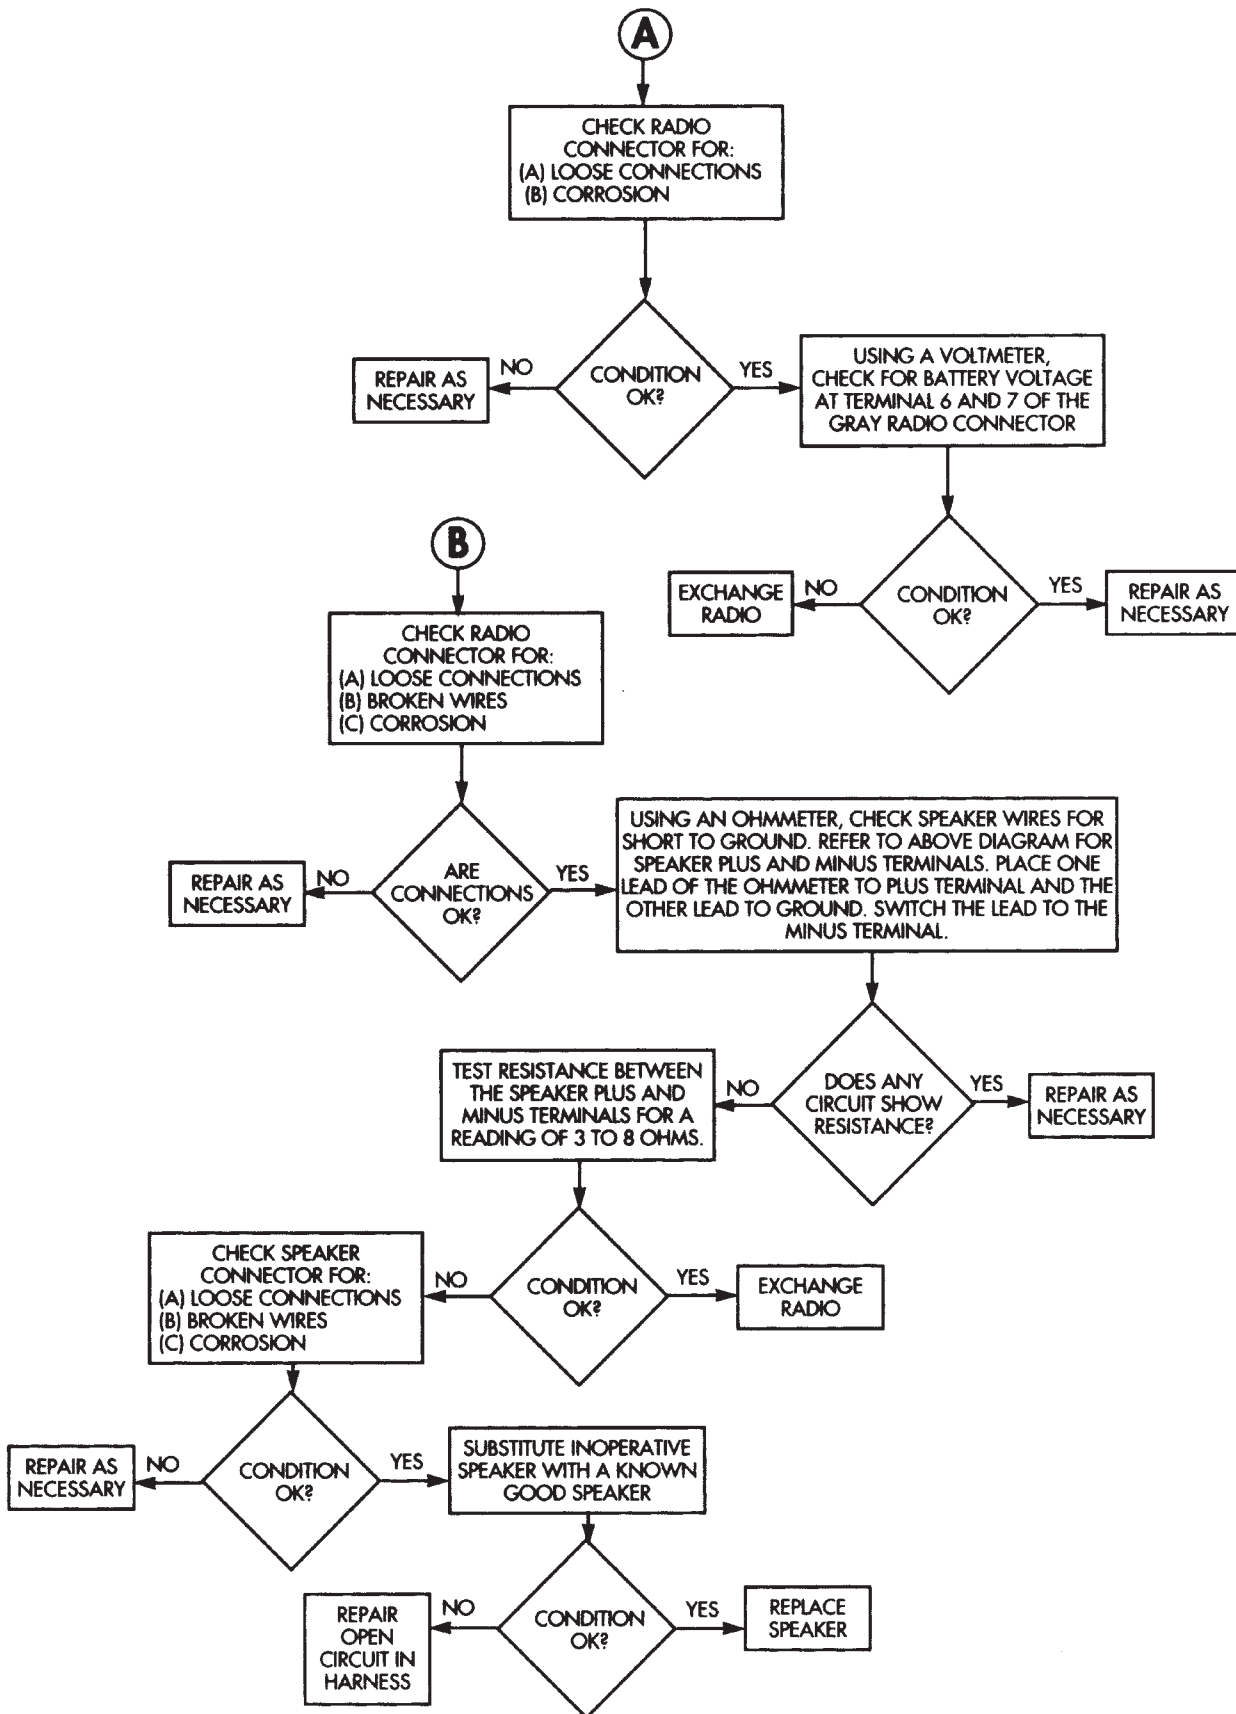 A
CHECK RADIO
CONNECTOR FOR:
(A) LOOSE CONNECTIONS
(B) CORROSION
CONDITION
OK?
NO
REPAIR AS
NECESSARY
YES
USING A VOLTMETER,
CHECK FOR BATTERY VOLTAGE
AT TERMINAL 6 AND 7 OF THE
GRAY RADIO CONNECTOR
CONDITION
OK?
NO
EXCHANGE
RADIO
YES
REPAIR AS
NECESSARY
B
CHECK RADIO
CONNECTOR FOR:
(A) LOOSE CONNECTIONS
(B) BROKEN WIRES
(C) CORROSION
ARE
CONNECTIONS
OK?
NO
REPAIR AS
NECESSARY
YES
USING AN OHMMETER, CHECK SPEAKER WIRES FOR
SHORT TO GROUND. REFER TO ABOVE DIAGRAM FOR
SPEAKER PLUS AND MINUS TERMINALS. PLACE ONE
LEAD OF THE OHMMETER TO PLUS TERMINAL AND THE
OTHER LEAD TO GROUND. SWITCH THE LEAD TO THE
MINUS TERMINAL.
DOES ANY
CIRCUIT SHOW
RESISTANCE?
YES
REPAIR AS
NECESSARY
NO
TEST RESISTANCE BETWEEN
THE SPEAKER PLUS AND
MINUS TERMINALS FOR A
READING OF 3 TO 8 OHMS.
CONDITION
OK?
YES
EXCHANGE
RADIO
NO
CHECK SPEAKER
CONNECTOR FOR:
(A) LOOSE CONNECTIONS
(B) BROKEN WIRES
(C) CORROSION
CONDITION
OK?
NO
REPAIR AS
NECESSARY
YES
SUBSTITUTE INOPERATIVE
SPEAKER WITH A KNOWN
GOOD SPEAKER
CONDITION
OK?
NO
REPAIR
OPEN
CIRCUIT IN
HARNESS
YES
REPLACE
SPEAKER